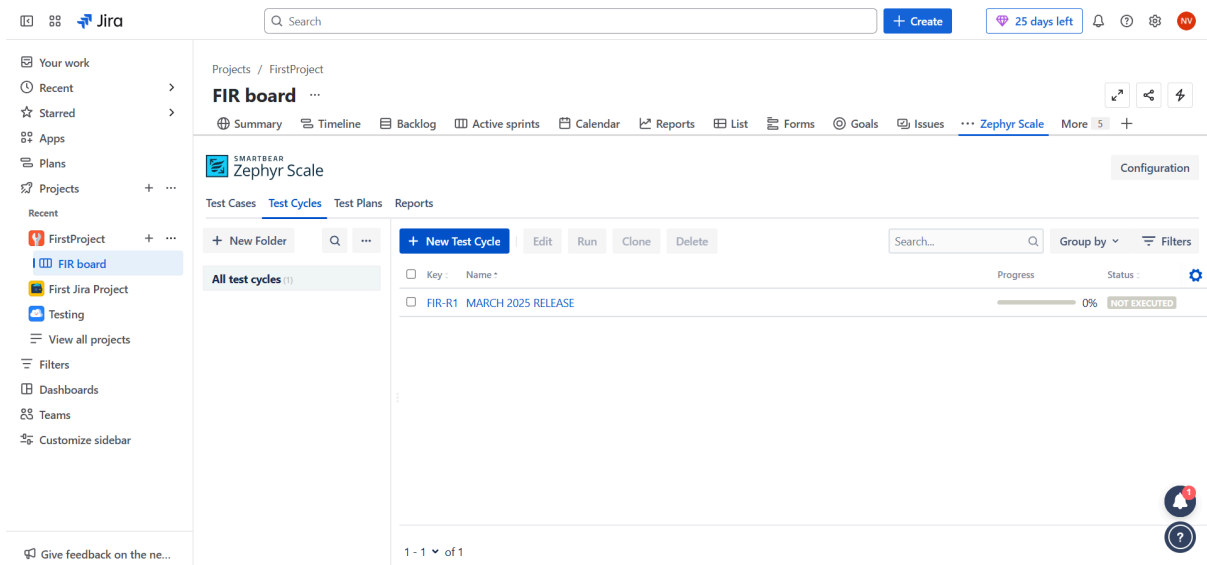 Jira
Search
+ Create
25 days left
NV
Your work
Recent
Starred
Apps
Plans
Projects
Recent
FirstProject
FIR board
First Jira Project
Testing
View all projects
Filters
Dashboards
Teams
Customize sidebar
Give feedback on the ne...
Projects / FirstProject
FIR board ...
Summary Timeline Backlog Active sprints Calendar Reports List Forms Goals Issues Zephyr Scale More 5 +
SMARTBEAR
Zephyr Scale
Configuration
Test Cases Test Cycles Test Plans Reports
+ New Folder
All test cycles (1)
+ New Test Cycle Edit Run Clone Delete Search... Group by Filters
Key Name Progress Status
FIR-R1 MARCH 2025 RELEASE 0% NOT EXECUTED
1 - 1 of 1
1
?